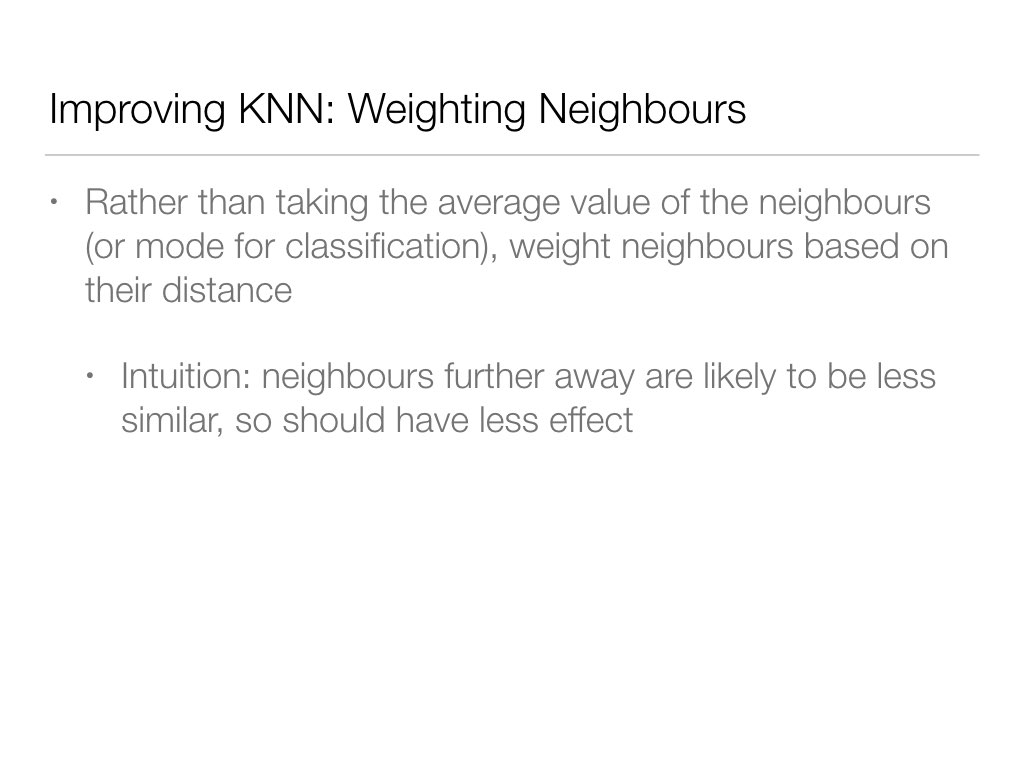 Improving KNN: Weighting Neighbours
• Rather than taking the average value of the neighbours
(or mode for classification), weight neighbours based on
their distance
• Intuition: neighbours further away are likely to be less
similar, so should have less effect